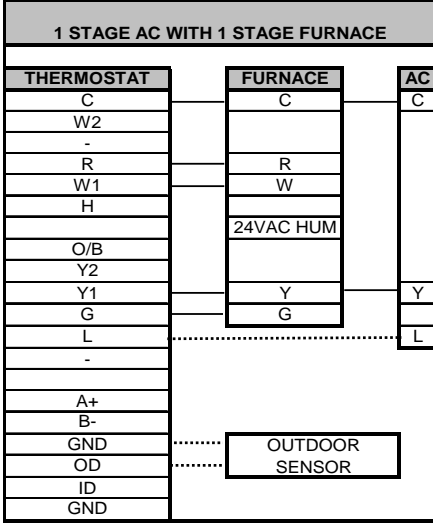 1 STAGE AC WITH 1 STAGE FURNACE
THERMOSTAT FURNACE AC
C C C
W2
-
R R
W1 W
H
24VAC HUM
O/B
Y2
Y1 Y Y
G G
L L
-
A+
B-
GND OUTDOOR
OD SENSOR
ID
GND